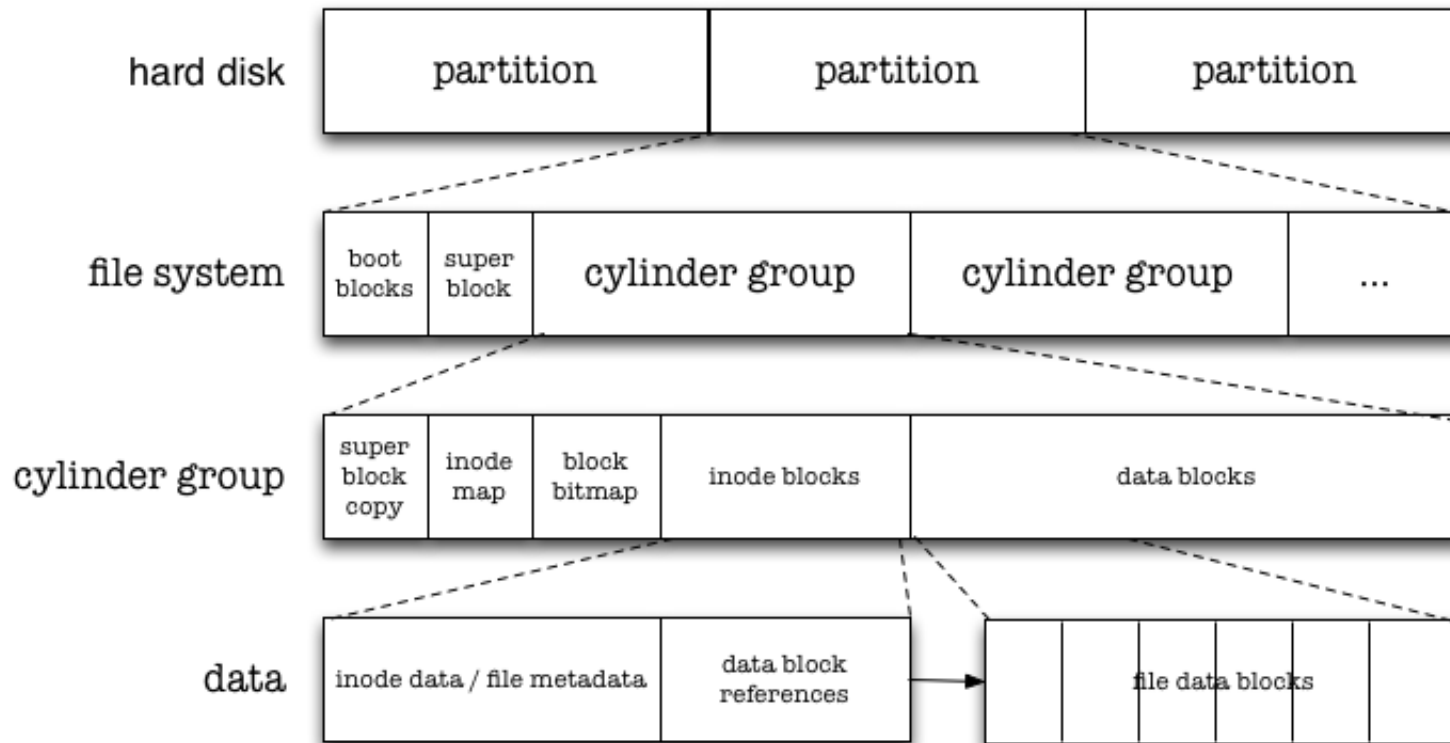 hard disk
partition
partition
partition
file system
boot
blocks
super
block
cylinder group
cylinder group
...
cylinder group
super
block
copy
inode
map
block
bitmap
inode blocks
data blocks
data
inode data / file metadata
data block
references
file data blocks